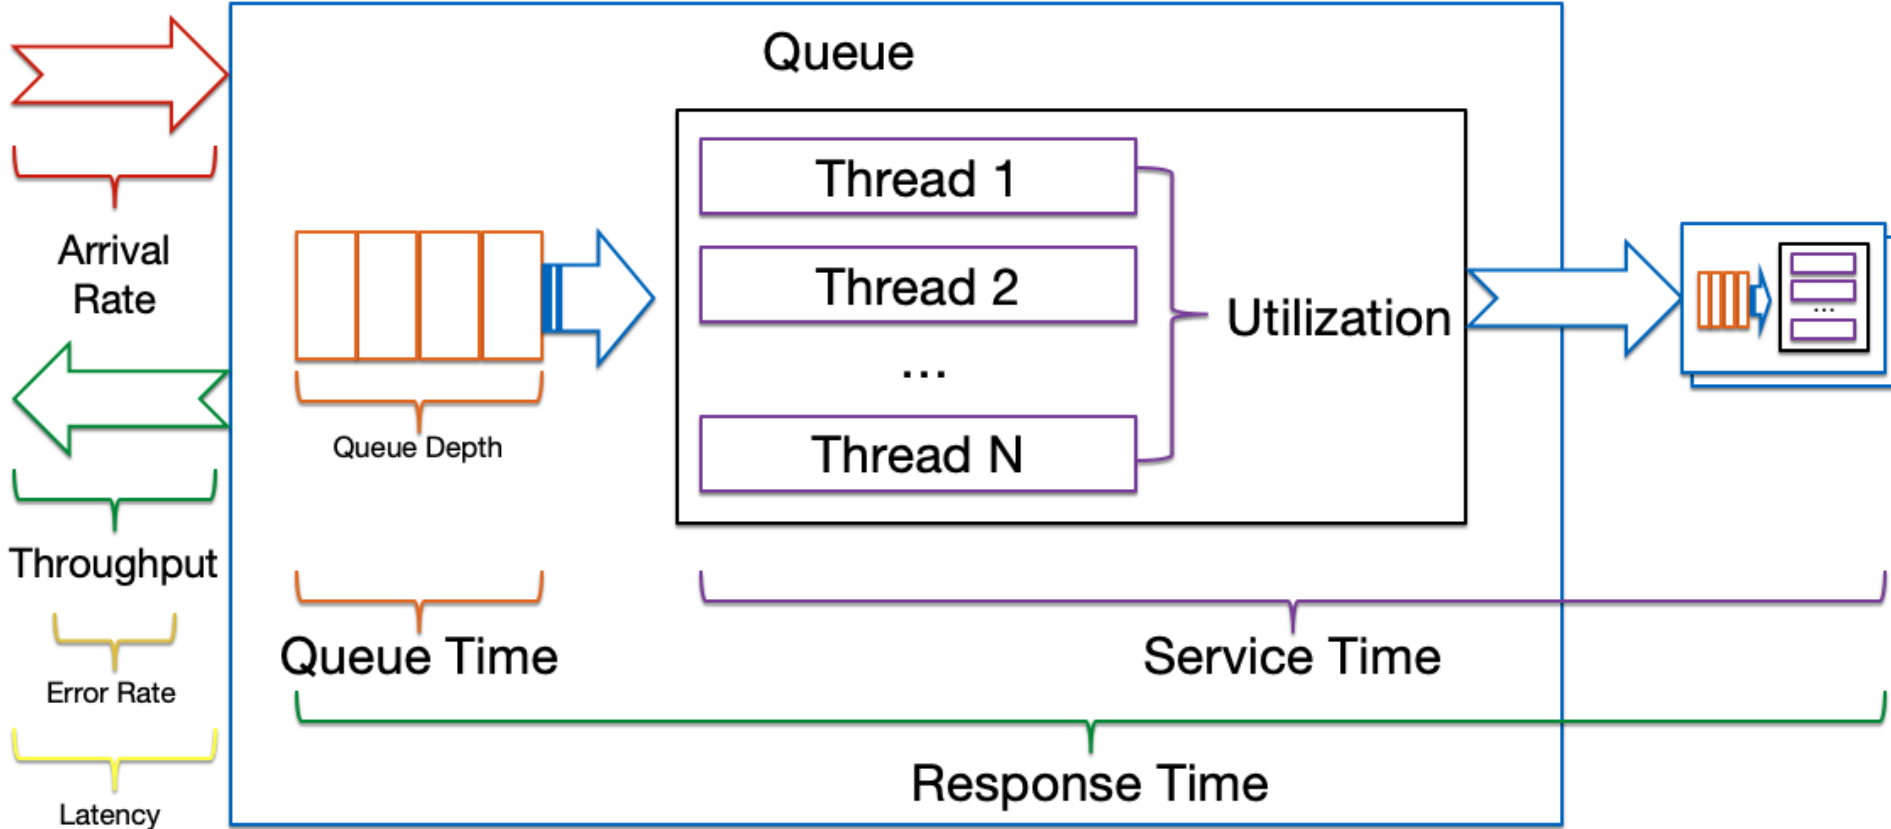 Queue
Arrival
Rate
Thread 1
Thread 2
...
Thread N
Utilization
...
Queue Depth
Throughput
Error Rate
Latency
Queue Time
Service Time
Response Time